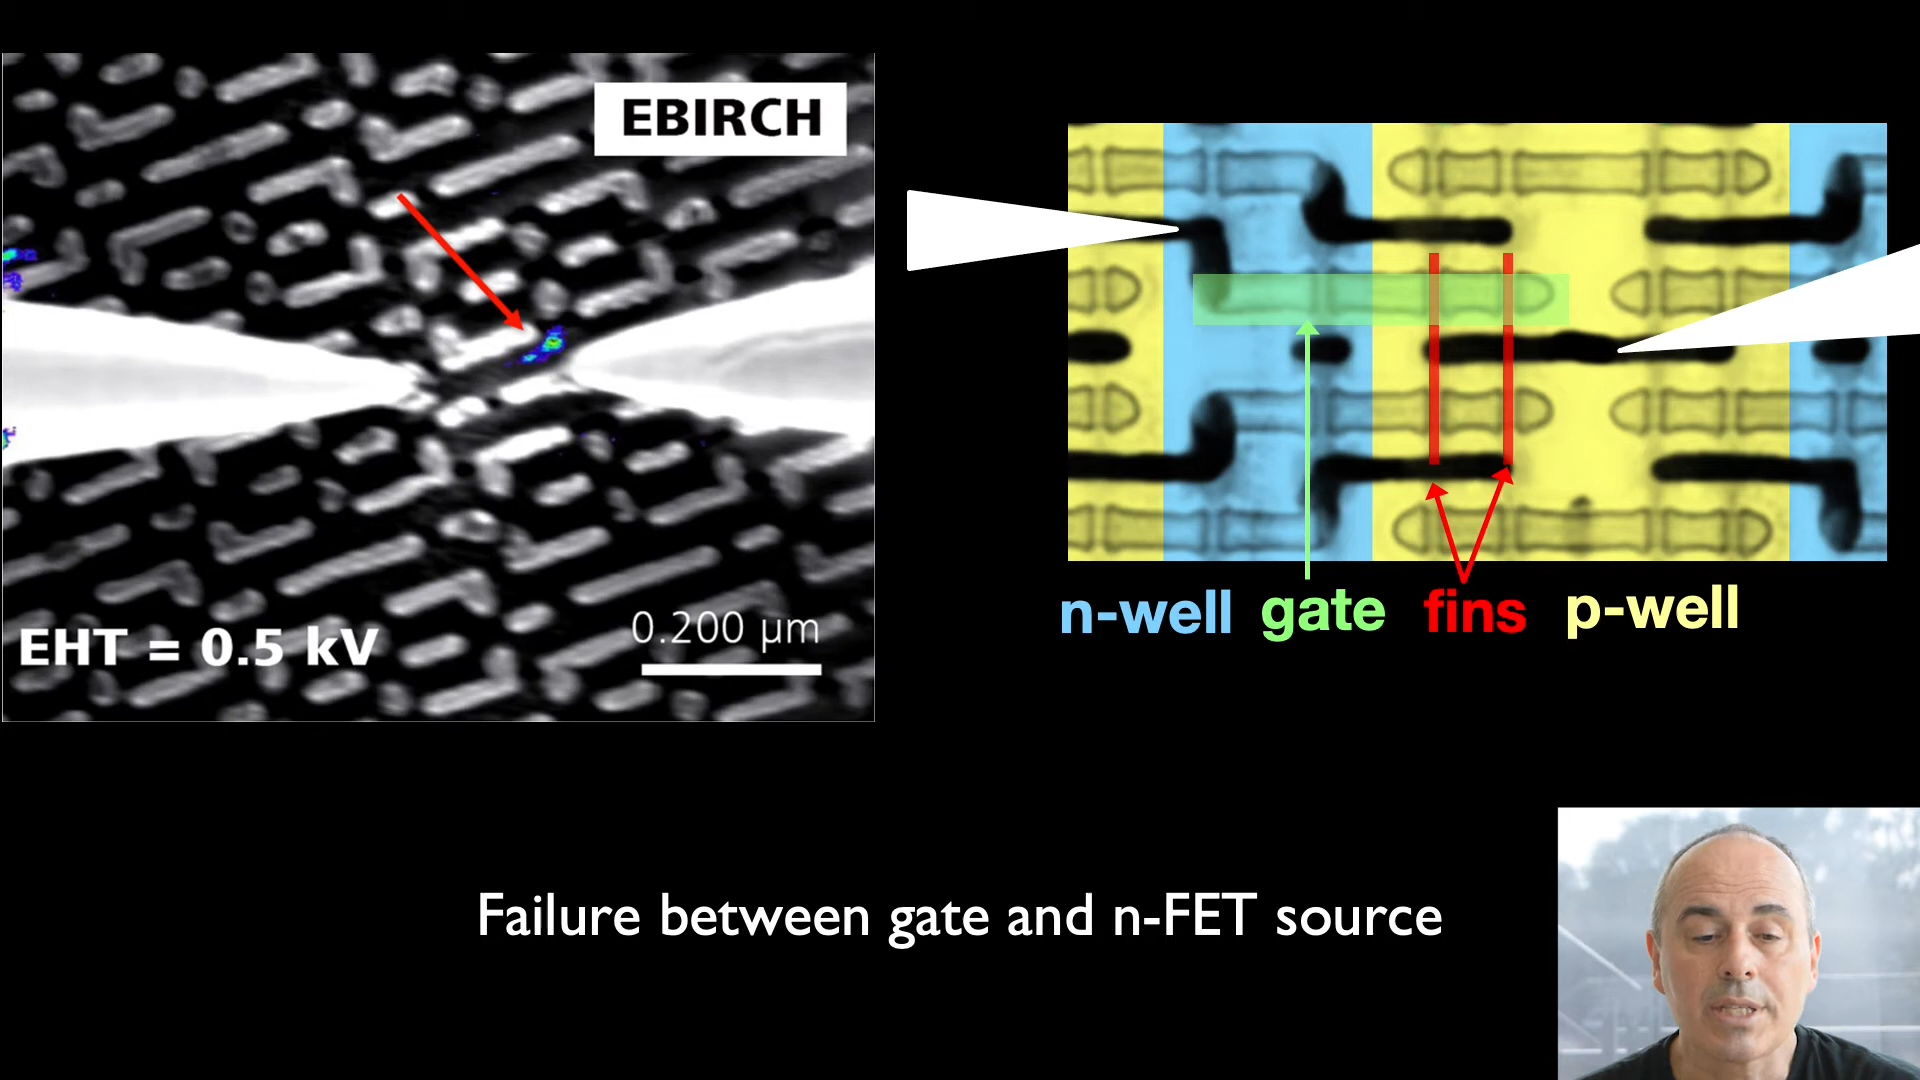 EBIRCH
EHT = 0.5 kV
0.200 µm
n-well gate fins p-well
Failure between gate and n-FET source